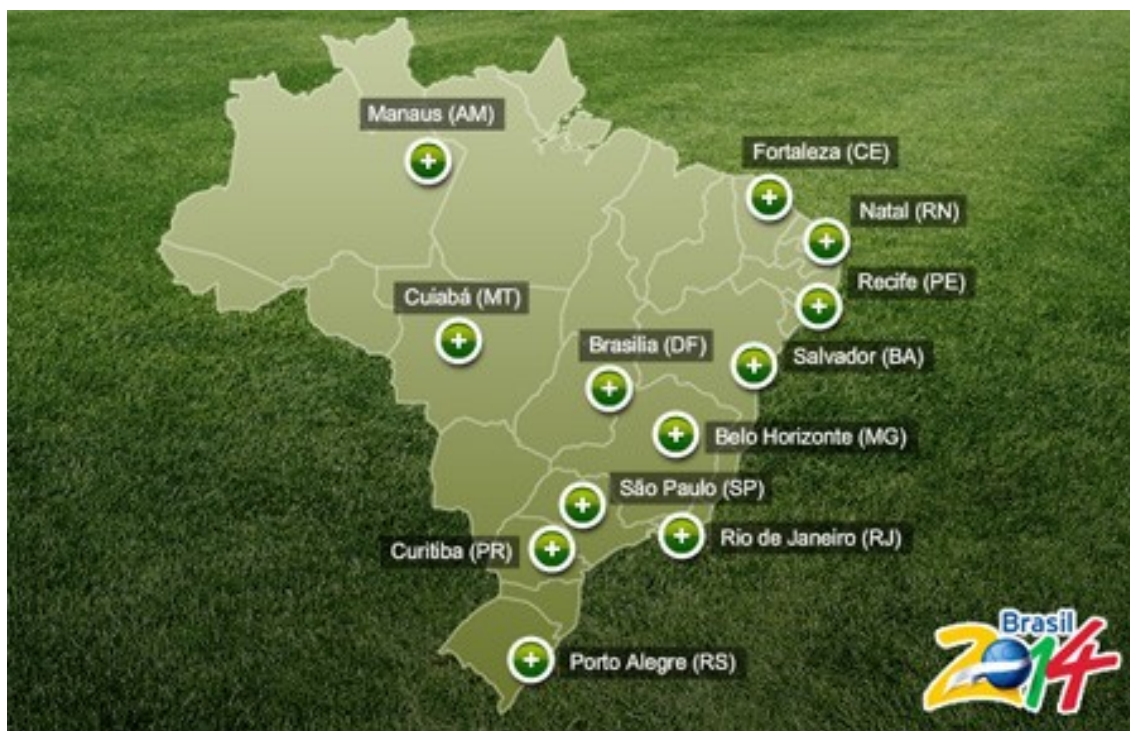 Manaus (AM)
Fortaleza (CE)
Natal (RN)
Recife (PE)
Cuiabá (MT)
Brasilia (DF)
Salvador (BA)
Belo Horizonte (MG)
São Paulo (SP)
Rio de Janeiro (RJ)
Curitiba (PR)
Porto Alegre (RS)
Brasil
2014